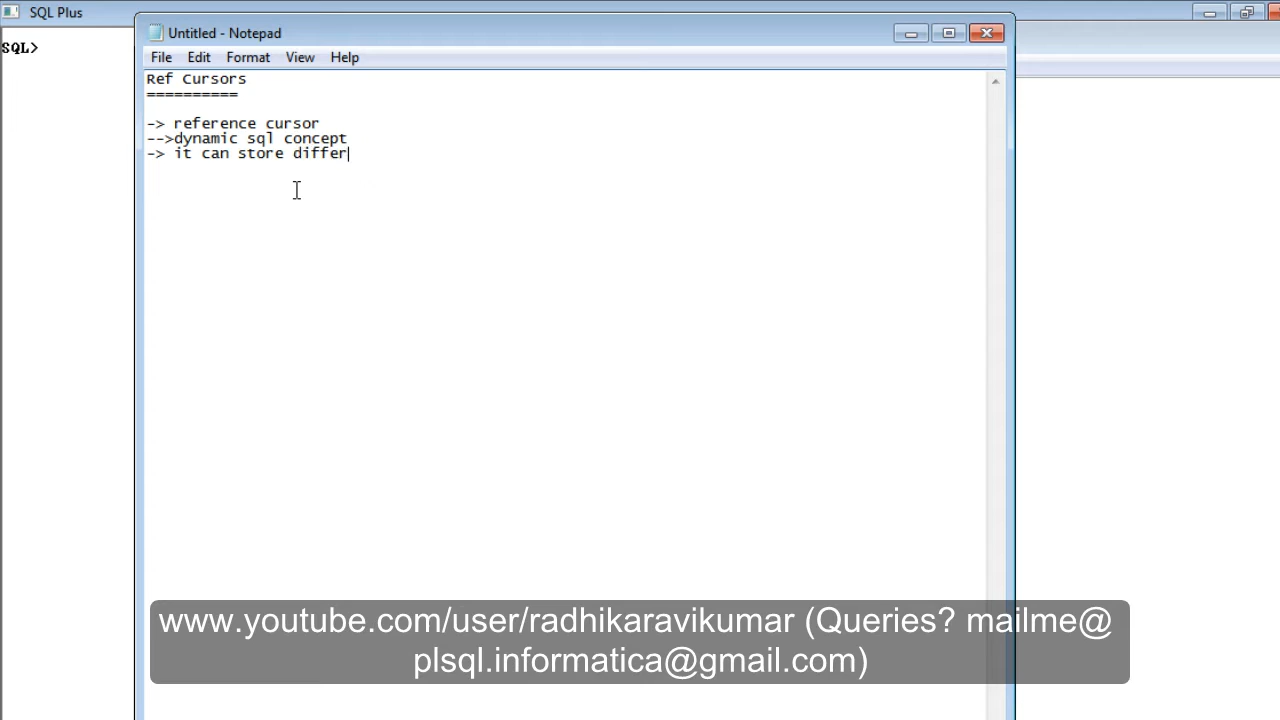 SQL Plus
SQL>
Untitled - Notepad
File Edit Format View Help
Ref Cursors
==========
-> reference cursor
-->dynamic sql concept
-> it can store differ
www.youtube.com/user/radhikaravikumar (Queries? mailme@
plsql.informatica@gmail.com)